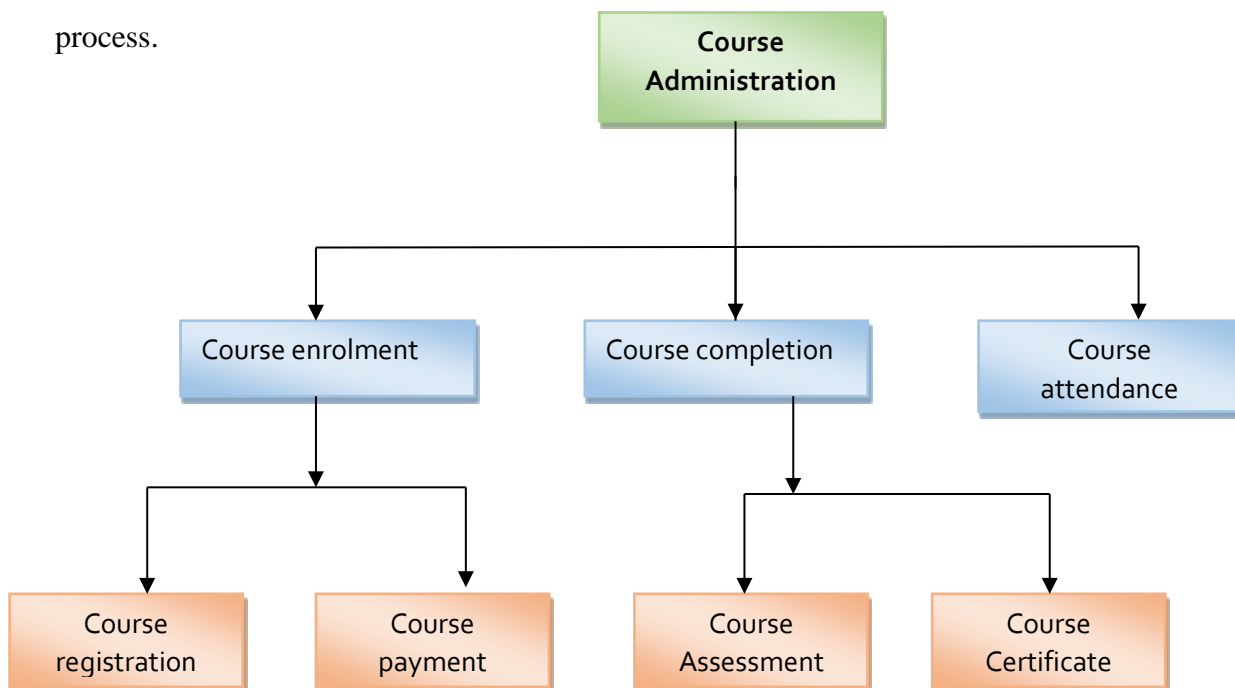 process.
Course
Administration
Course enrolment
Course completion
Course
attendance
Course
registration
Course
payment
Course
Assessment
Course
Certificate